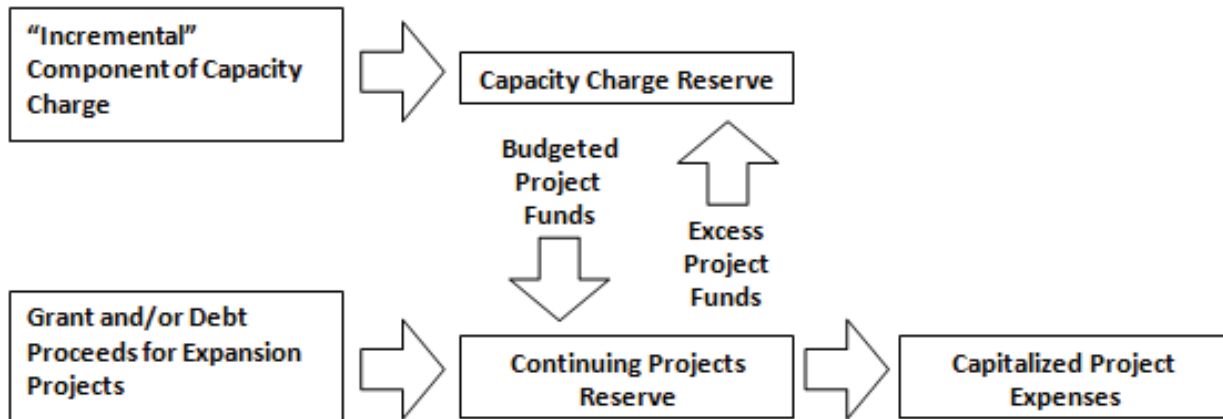 “Incremental”
Component of Capacity
Charge
Capacity Charge Reserve
Budgeted
Project
Funds
Excess
Project
Funds
Grant and/or Debt
Proceeds for Expansion
Projects
Continuing Projects
Reserve
Capitalized Project
Expenses